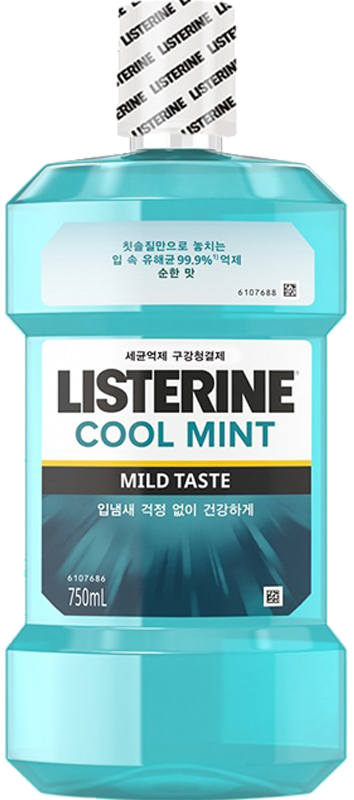 LISTERINE LISTERINE LISTERINE
칫솔질만으로 놓치는
입 속 유해균 99.9%¹⁾ 억제
순한 맛
6107688
세균억제 구강청결제
LISTERINE®
COOL MINT
MILD TASTE
입냄새 걱정 없이 건강하게
6107686
750mL